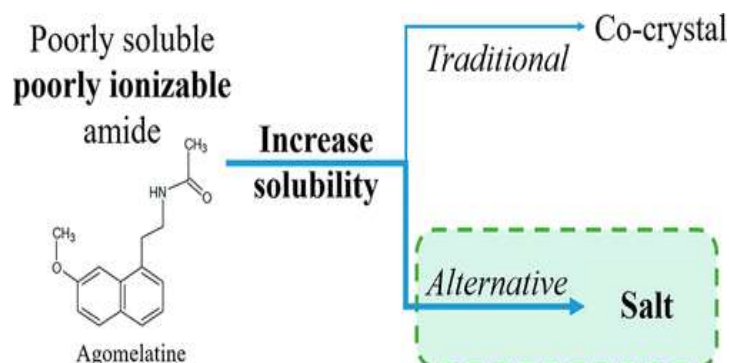 Poorly soluble
poorly ionizable
amide
CH₃
HN
O
CH₃
O
Agomelatine
Increase
solubility
Traditional
Co-crystal
Alternative
Salt